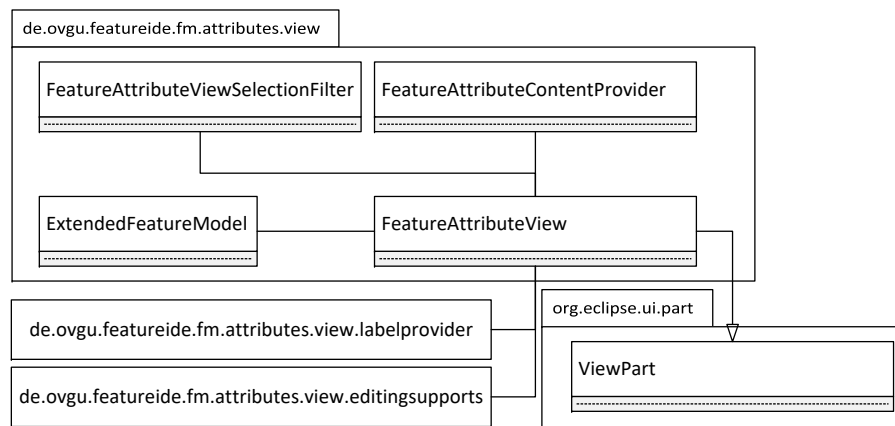 de.ovgu.featureide.fm.attributes.view
FeatureAttributeViewSelectionFilter
FeatureAttributeContentProvider
ExtendedFeatureModel
FeatureAttributeView
de.ovgu.featureide.fm.attributes.view.labelprovider
org.eclipse.ui.part
ViewPart
de.ovgu.featureide.fm.attributes.view.editingsupports